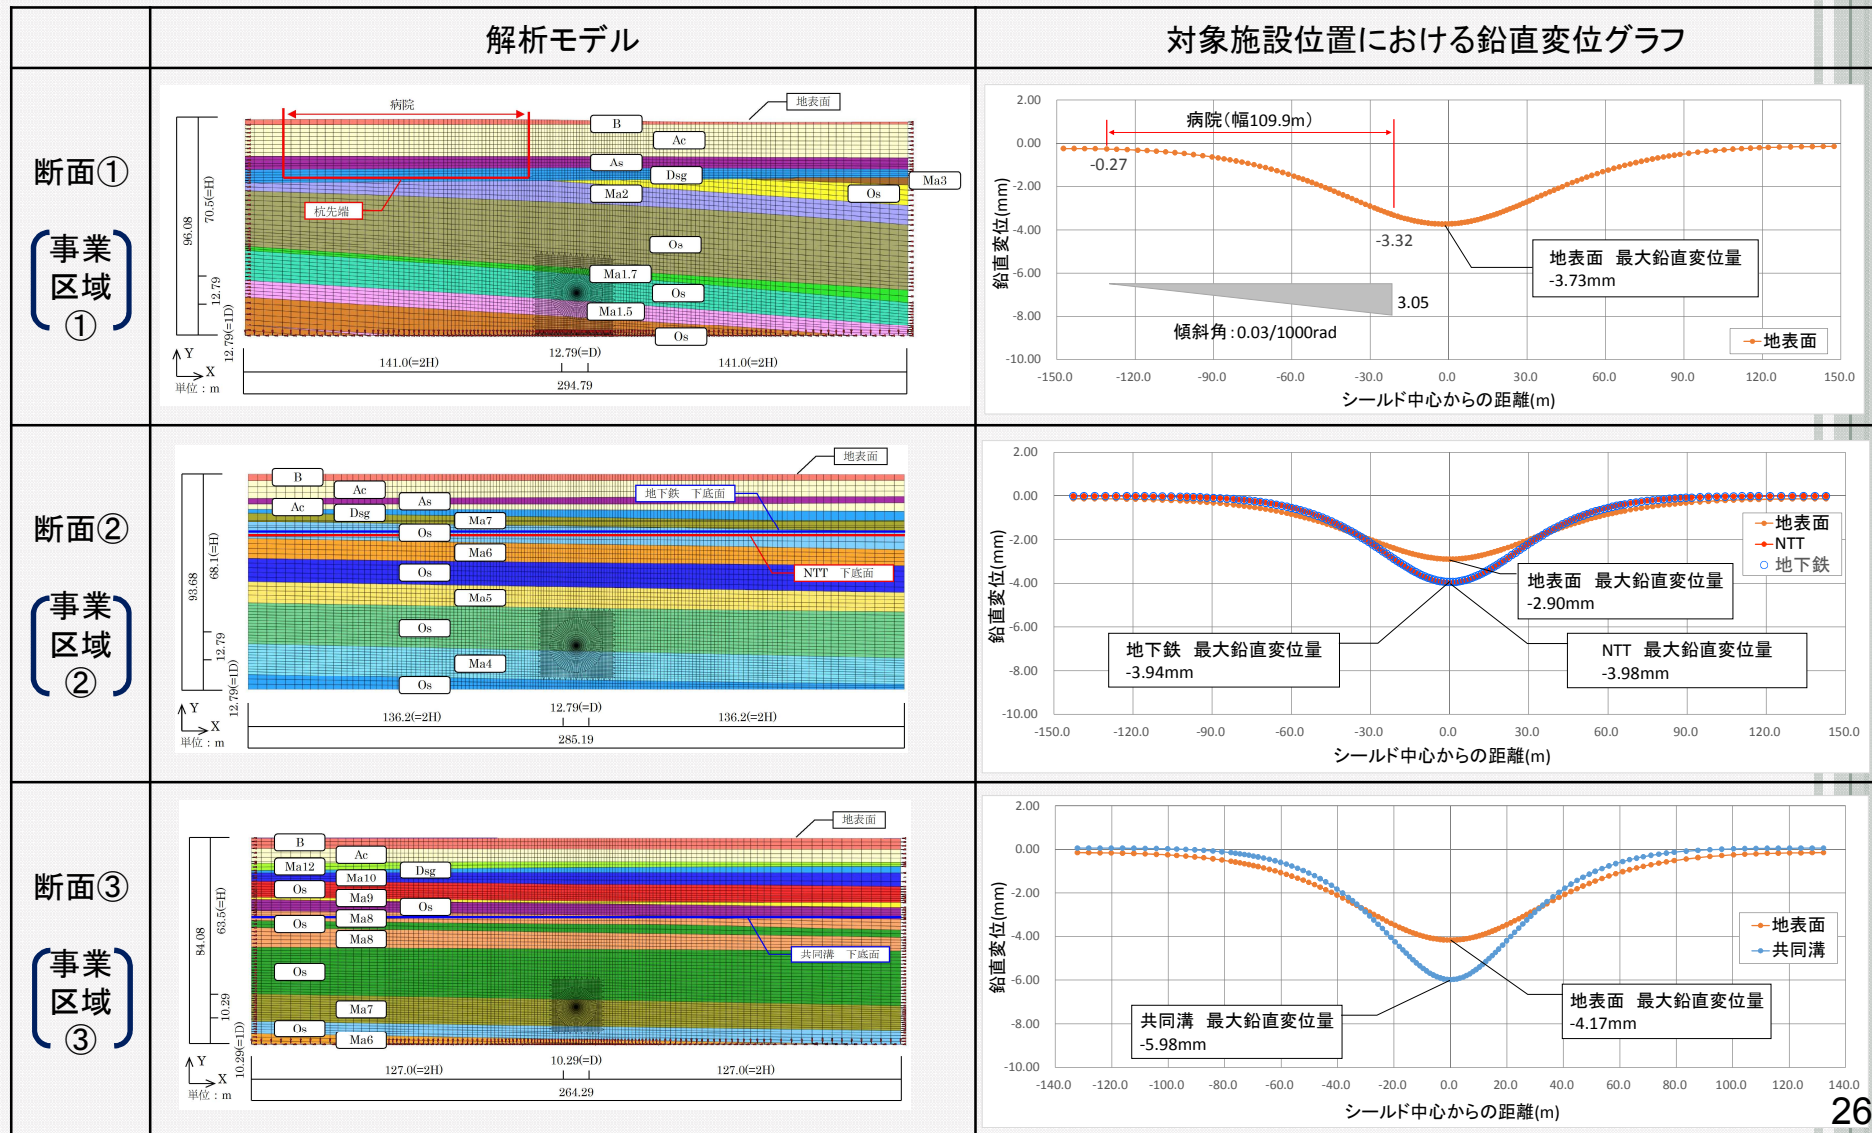 解析モデル
対象施設位置における鉛直変位グラフ
断面①
事業
区域
①
病院
地表面
B
Ac
As
Dsg
Ma3
Ma2
Os
杭先端
Os
Ma1.7
Os
Ma1.5
Os
96.08
70.5(=H)
12.79
12.79(=1D)
Y
X
単位：m
141.0(=2H)
12.79(=D)
141.0(=2H)
294.79
2.00
0.00
-2.00
-4.00
-6.00
-8.00
-10.00
鉛直変位(mm)
病院(幅109.9m)
-0.27
-3.32
地表面 最大鉛直変位量
-3.73mm
3.05
傾斜角：0.03/1000rad
地表面
-150.0 -120.0 -90.0 -60.0 -30.0 0.0 30.0 60.0 90.0 120.0 150.0
シールド中心からの距離(m)
断面②
事業
区域
②
地表面
B
Ac
As
地下鉄 下底面
Ac
Dsg
Ma7
Os
Ma6
Os
NTT 下底面
Ma5
Os
Ma4
Os
93.68
68.1(=H)
12.79
12.79(=1D)
Y
X
単位：m
136.2(=2H)
12.79(=D)
136.2(=2H)
285.19
2.00
0.00
-2.00
-4.00
-6.00
-8.00
-10.00
鉛直変位(mm)
地表面
NTT
地下鉄
地表面 最大鉛直変位量
-2.90mm
地下鉄 最大鉛直変位量
-3.94mm
NTT 最大鉛直変位量
-3.98mm
-150.0 -120.0 -90.0 -60.0 -30.0 0.0 30.0 60.0 90.0 120.0 150.0
シールド中心からの距離(m)
断面③
事業
区域
③
地表面
B
Ac
Ma12
Dsg
Ma10
Os
Ma9
Os
Ma8
Os
Ma8
共同溝 下底面
Os
Ma7
Os
Ma6
84.08
63.5(=H)
10.29
10.29(=1D)
Y
X
単位：m
127.0(=2H)
10.29(=D)
127.0(=2H)
264.29
2.00
0.00
-2.00
-4.00
-6.00
-8.00
-10.00
鉛直変位(mm)
地表面
共同溝
共同溝 最大鉛直変位量
-5.98mm
地表面 最大鉛直変位量
-4.17mm
-140.0 -120.0 -100.0 -80.0 -60.0 -40.0 -20.0 0.0 20.0 40.0 60.0 80.0 100.0 120.0 140.0
シールド中心からの距離(m)
26